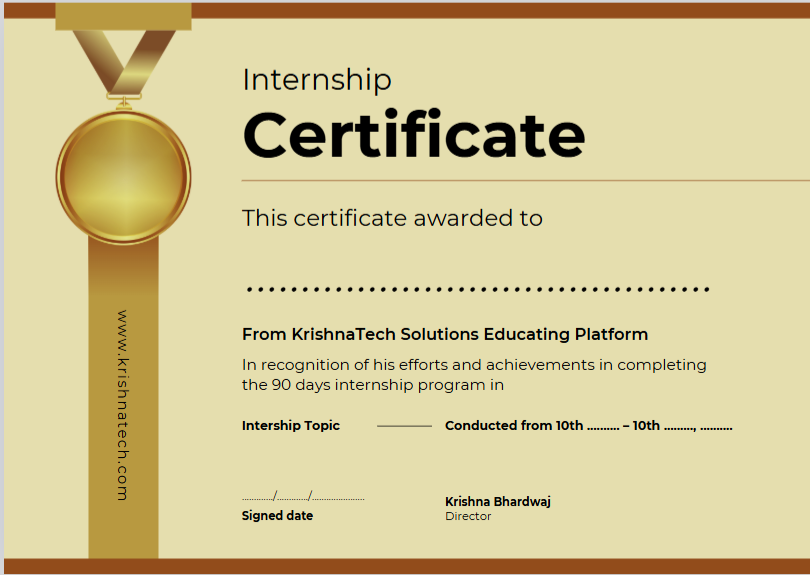 Internship
Certificate
This certificate awarded to
..........................................
From KrishnaTech Solutions Educating Platform
In recognition of his efforts and achievements in completing
the 90 days internship program in
Intership Topic ——— Conducted from 10th .......... – 10th ........., ..........
............/............/....................
Signed date
Krishna Bhardwaj
Director
www.krishnatech.com